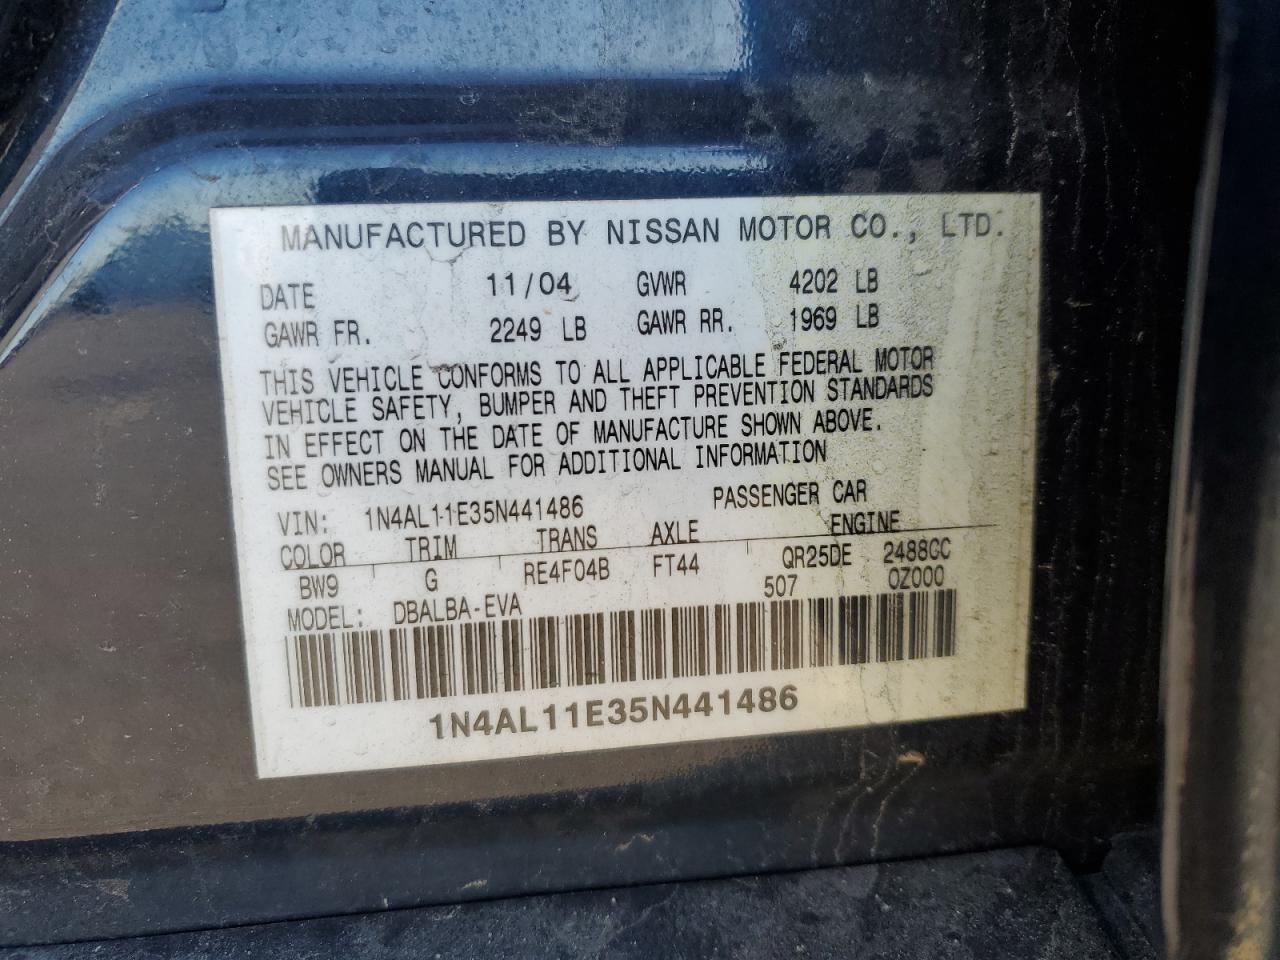 MANUFACTURED BY NISSAN MOTOR CO., LTD.
DATE 11/04 GVWR 4202 LB
GAWR FR. 2249 LB GAWR RR. 1969 LB
THIS VEHICLE CONFORMS TO ALL APPLICABLE FEDERAL MOTOR
VEHICLE SAFETY, BUMPER AND THEFT PREVENTION STANDARDS
IN EFFECT ON THE DATE OF MANUFACTURE SHOWN ABOVE.
SEE OWNERS MANUAL FOR ADDITIONAL INFORMATION
VIN: 1N4AL11E35N441486 PASSENGER CAR
COLOR TRIM TRANS AXLE ENGINE
BW9 G RE4F04B FT44 QR25DE 2488CC
MODEL: DBALBA-EVA 507 0Z000
1N4AL11E35N441486